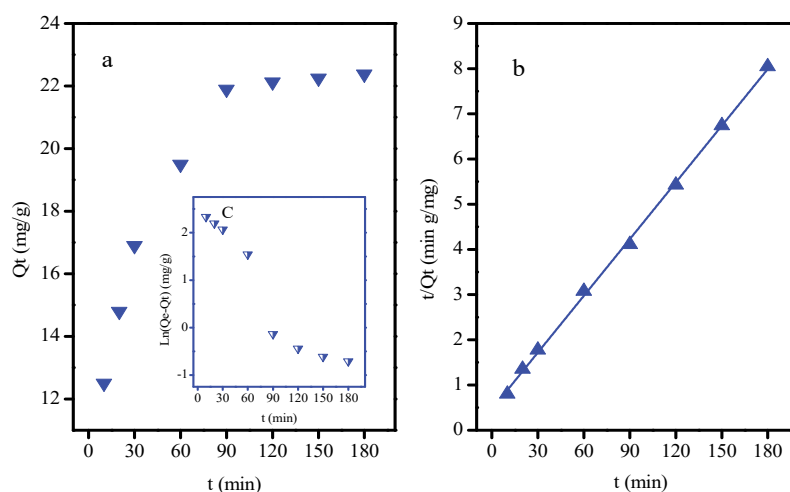 24
22
20
18
16
14
12
Qt (mg/g)
a
0 30 60 90 120 150 180
t (min)
C
2
1
0
-1
Ln(Qe-Qt) (mg/g)
0 30 60 90 120 150 180
t (min)
9
8
7
6
5
4
3
2
1
0
t/Qt (min g/mg)
b
0 30 60 90 120 150 180
t (min)